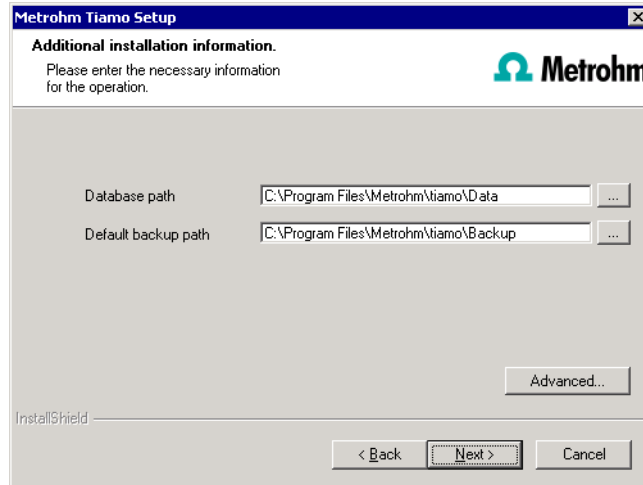 Metrohm Tiamo Setup
Additional installation information.
Please enter the necessary information
for the operation.
Metrohm
Database path
C:\Program Files\Metrohm\tiamo\Data
...
Default backup path
C:\Program Files\Metrohm\tiamo\Backup
...
Advanced...
InstallShield
< Back
Next >
Cancel